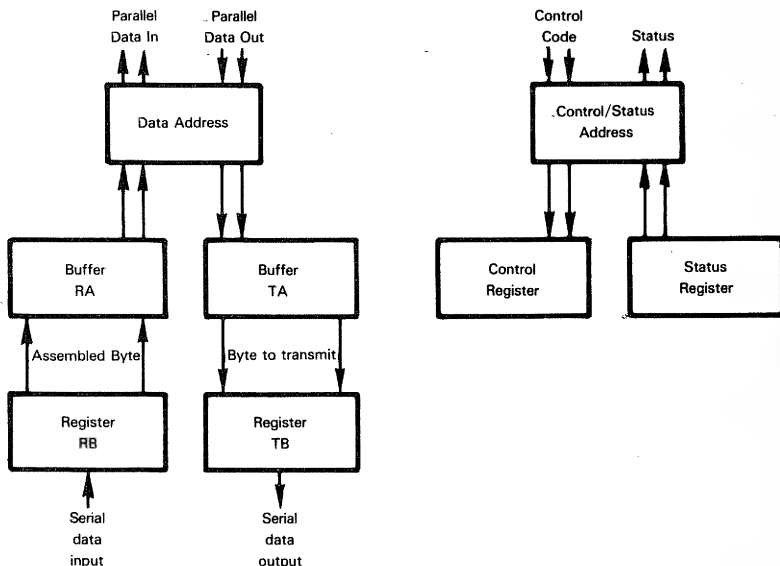 Parallel
Data In
Parallel
Data Out
Control
Code
Status
Data Address
Control/Status
Address
Buffer
RA
Buffer
TA
Control
Register
Status
Register
Assembled Byte
Byte to transmit
Register
RB
Register
TB
Serial
data
input
Serial
data
output